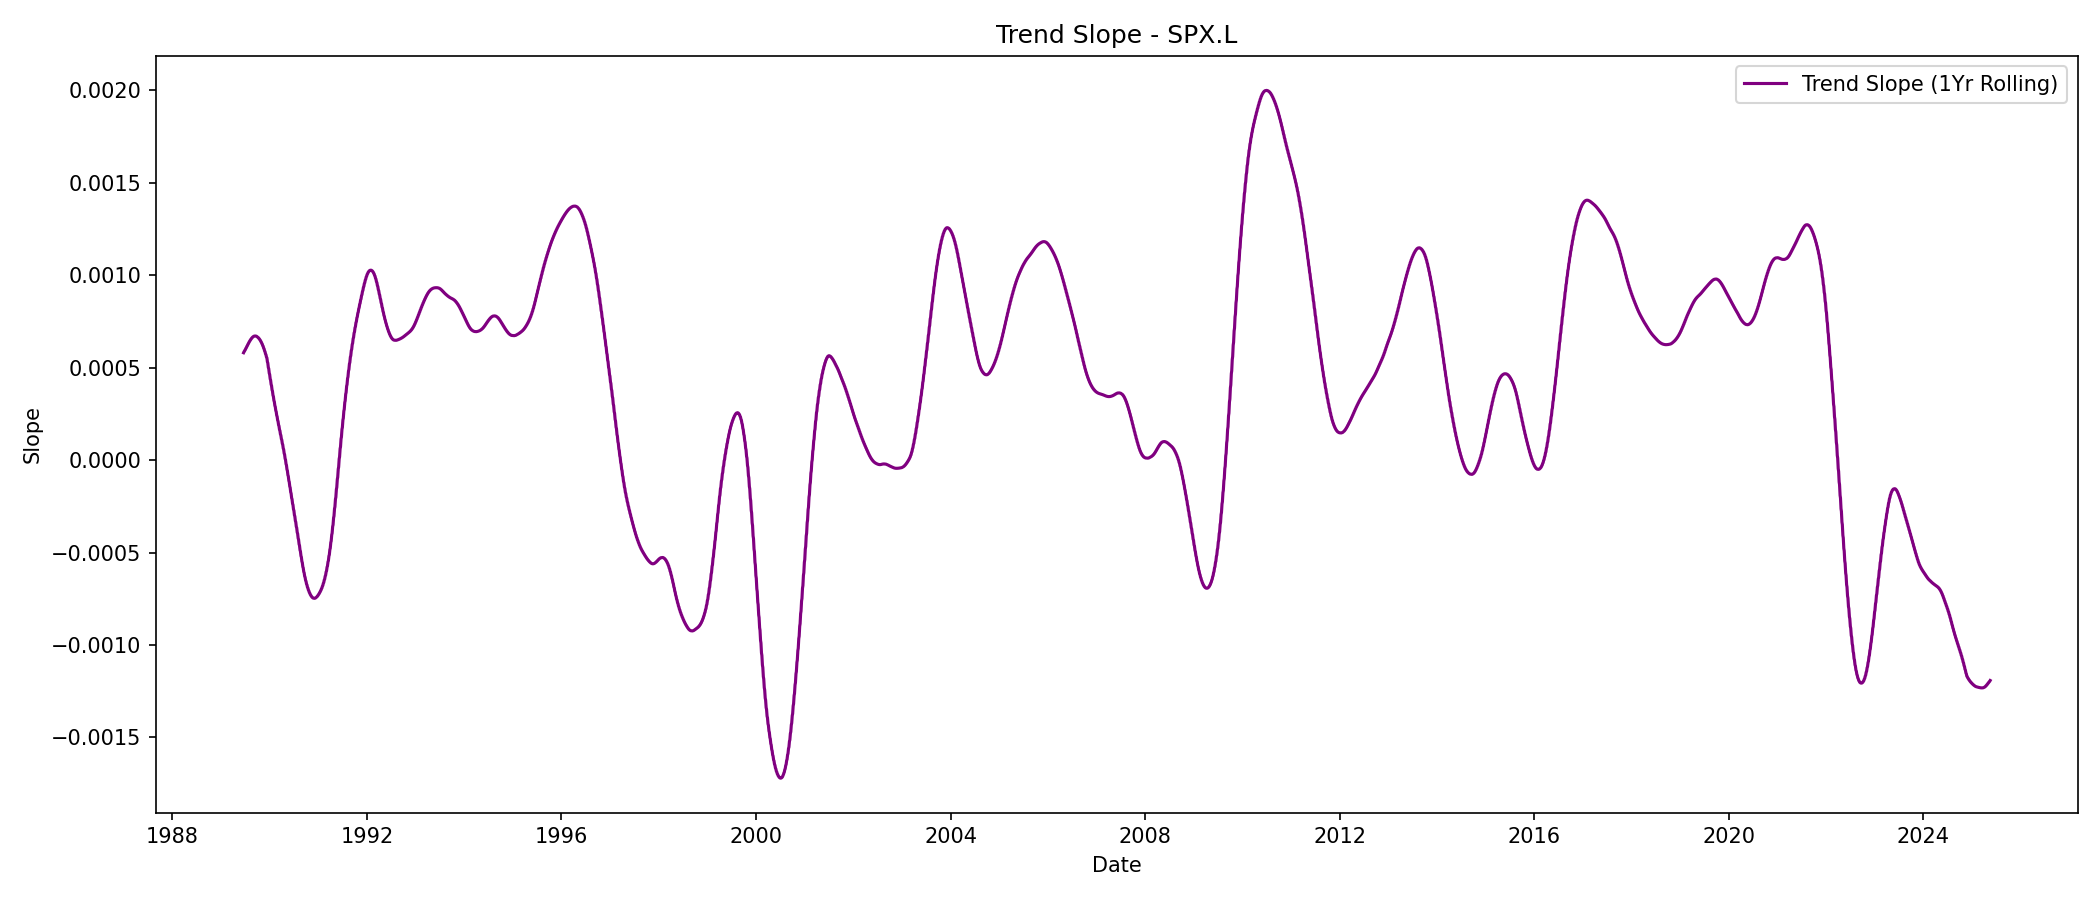 Trend Slope - SPX.L
Trend Slope (1Yr Rolling)
0.0020
0.0015
0.0010
0.0005
0.0000
−0.0005
−0.0010
−0.0015
Slope
1988 1992 1996 2000 2004 2008 2012 2016 2020 2024
Date